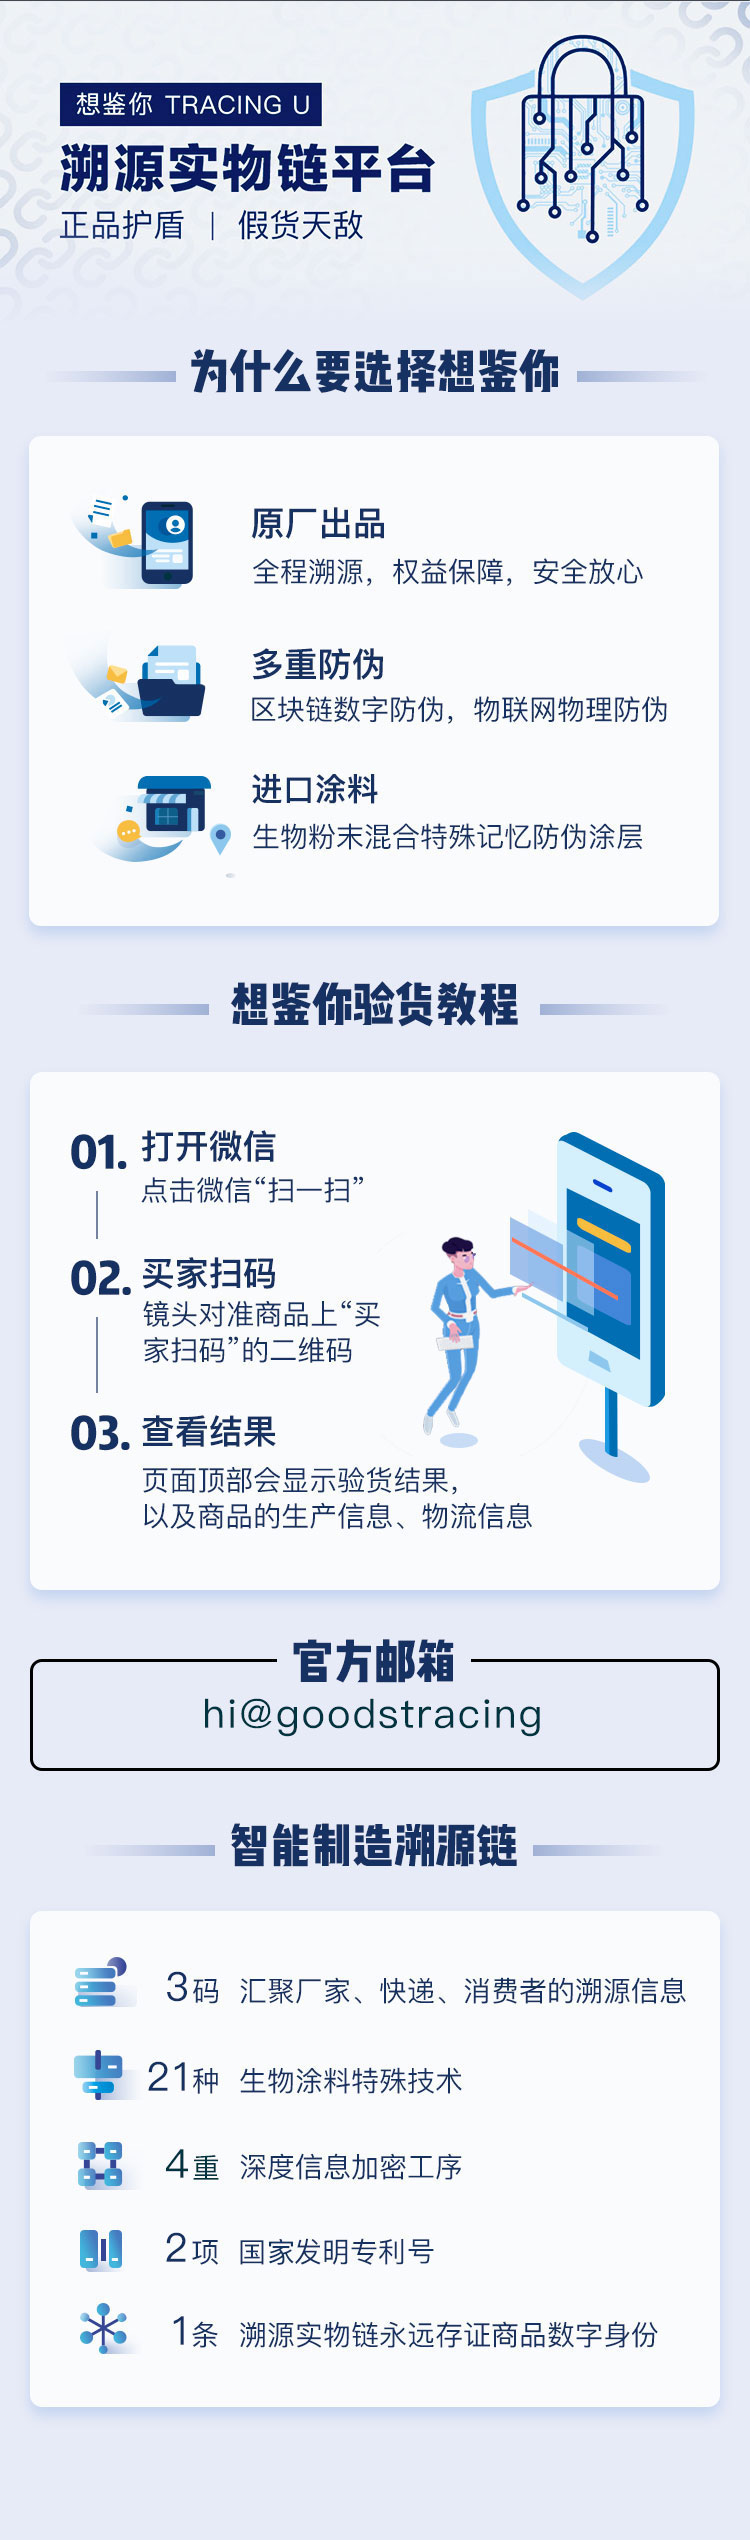 想鉴你 TRACING U
溯源实物链平台
正品护盾 | 假货天敌
为什么要选择想鉴你
原厂出品
全程溯源，权益保障，安全放心
多重防伪
区块链数字防伪，物联网物理防伪
进口涂料
生物粉末混合特殊记忆防伪涂层
想鉴你验货教程
01. 打开微信
点击微信“扫一扫”
02. 买家扫码
镜头对准商品上“买
家扫码”的二维码
03. 查看结果
页面顶部会显示验货结果，
以及商品的生产信息、物流信息
官方邮箱
hi@goodstracing
智能制造溯源链
3码 汇聚厂家、快递、消费者的溯源信息
21种 生物涂料特殊技术
4重 深度信息加密工序
2项 国家发明专利号
1条 溯源实物链永远存证商品数字身份